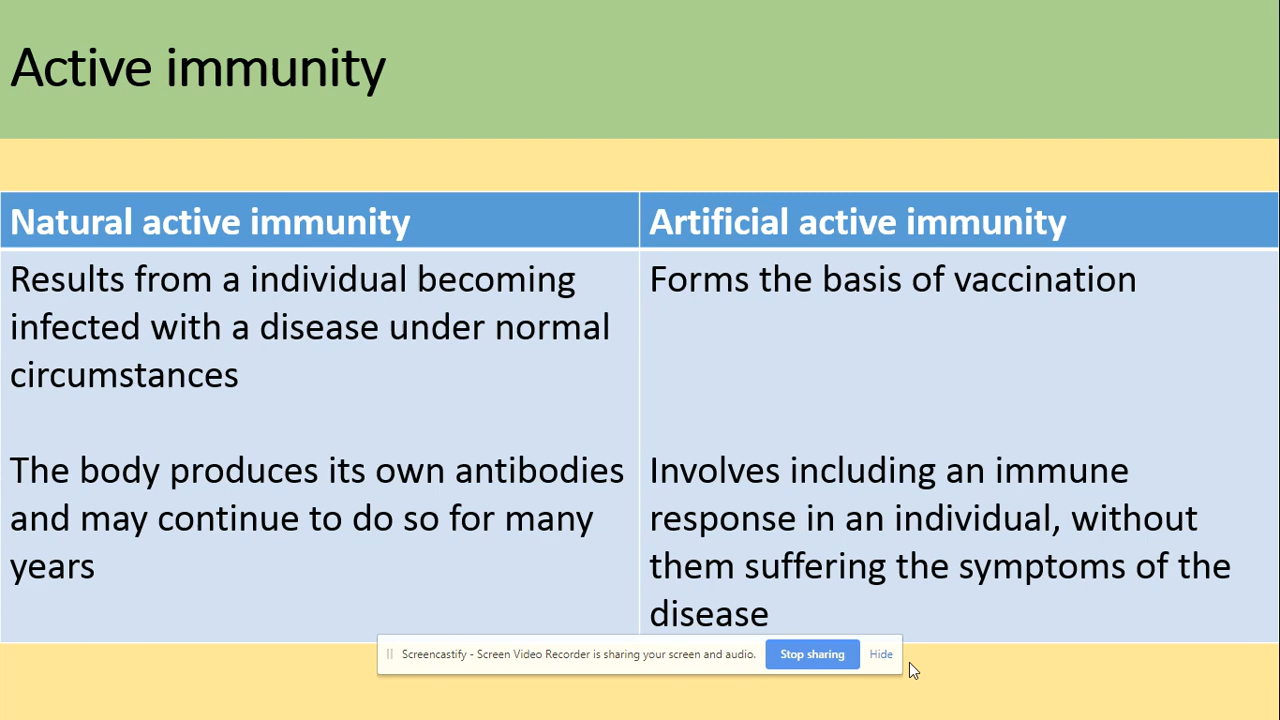 Active immunity
Natural active immunity
Results from a individual becoming
infected with a disease under normal
circumstances
The body produces its own antibodies
and may continue to do so for many
years
Artificial active immunity
Forms the basis of vaccination
Involves including an immune
response in an individual, without
them suffering the symptoms of the
disease
Screencastify - Screen Video Recorder is sharing your screen and audio.
Stop sharing
Hide